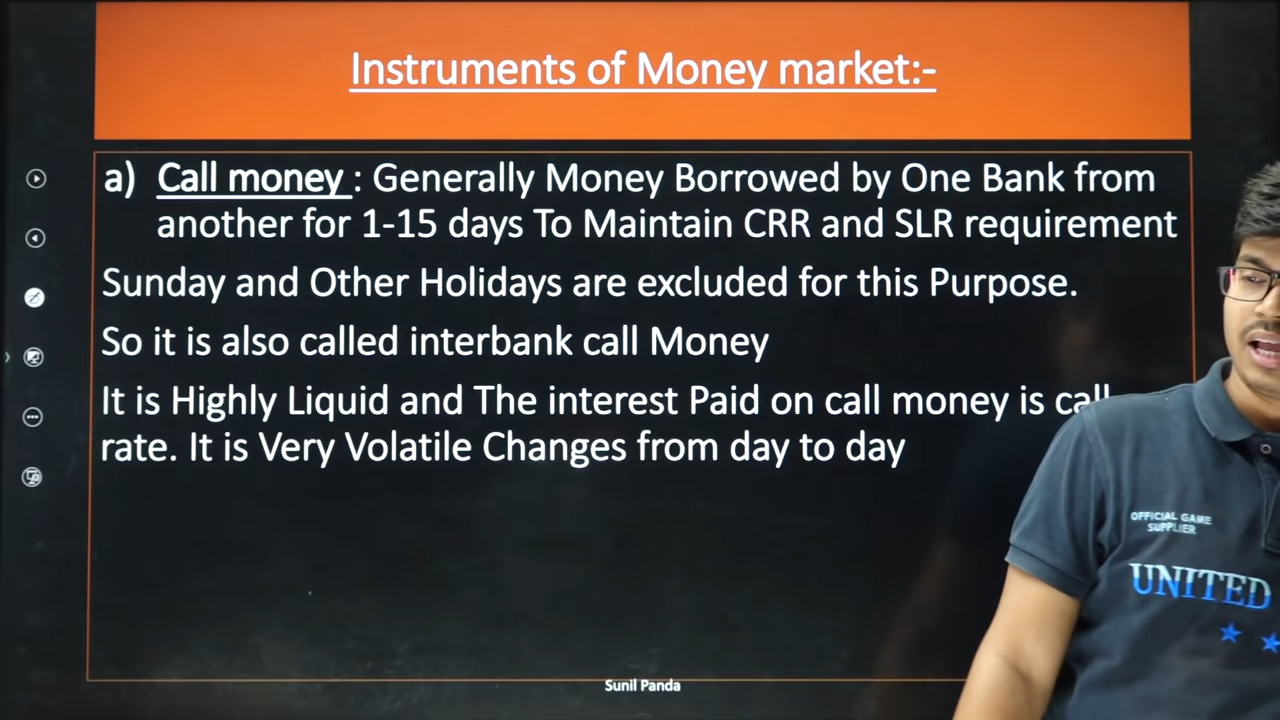 Instruments of Money market:-
a) Call money : Generally Money Borrowed by One Bank from
another for 1-15 days To Maintain CRR and SLR requirement
Sunday and Other Holidays are excluded for this Purpose.
So it is also called interbank call Money
It is Highly Liquid and The interest Paid on call money is call
rate. It is Very Volatile Changes from day to day
OFFICIAL GAME
SUPPLIER
UNITED
Sunil Panda